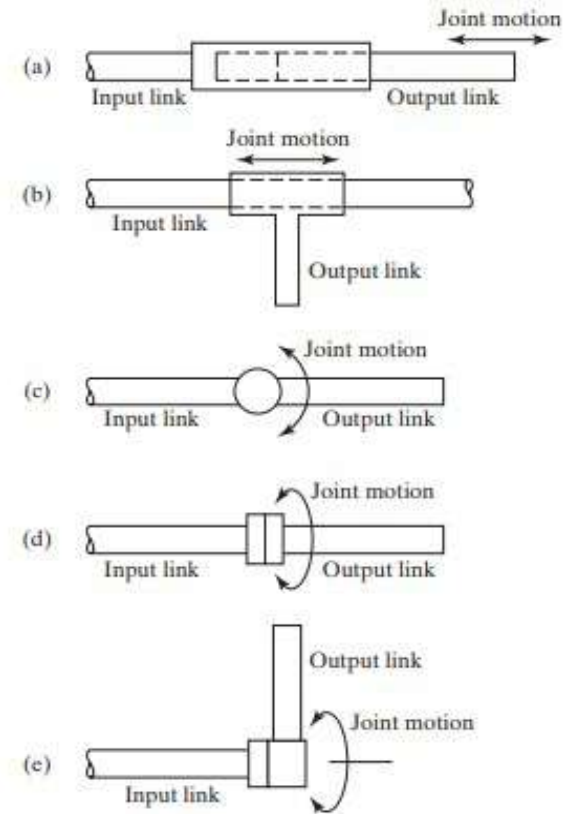 Joint motion
(a)
Input link
Output link
Joint motion
(b)
Input link
Output link
Joint motion
(c)
Input link
Output link
Joint motion
(d)
Input link
Output link
Output link
Joint motion
(e)
Input link